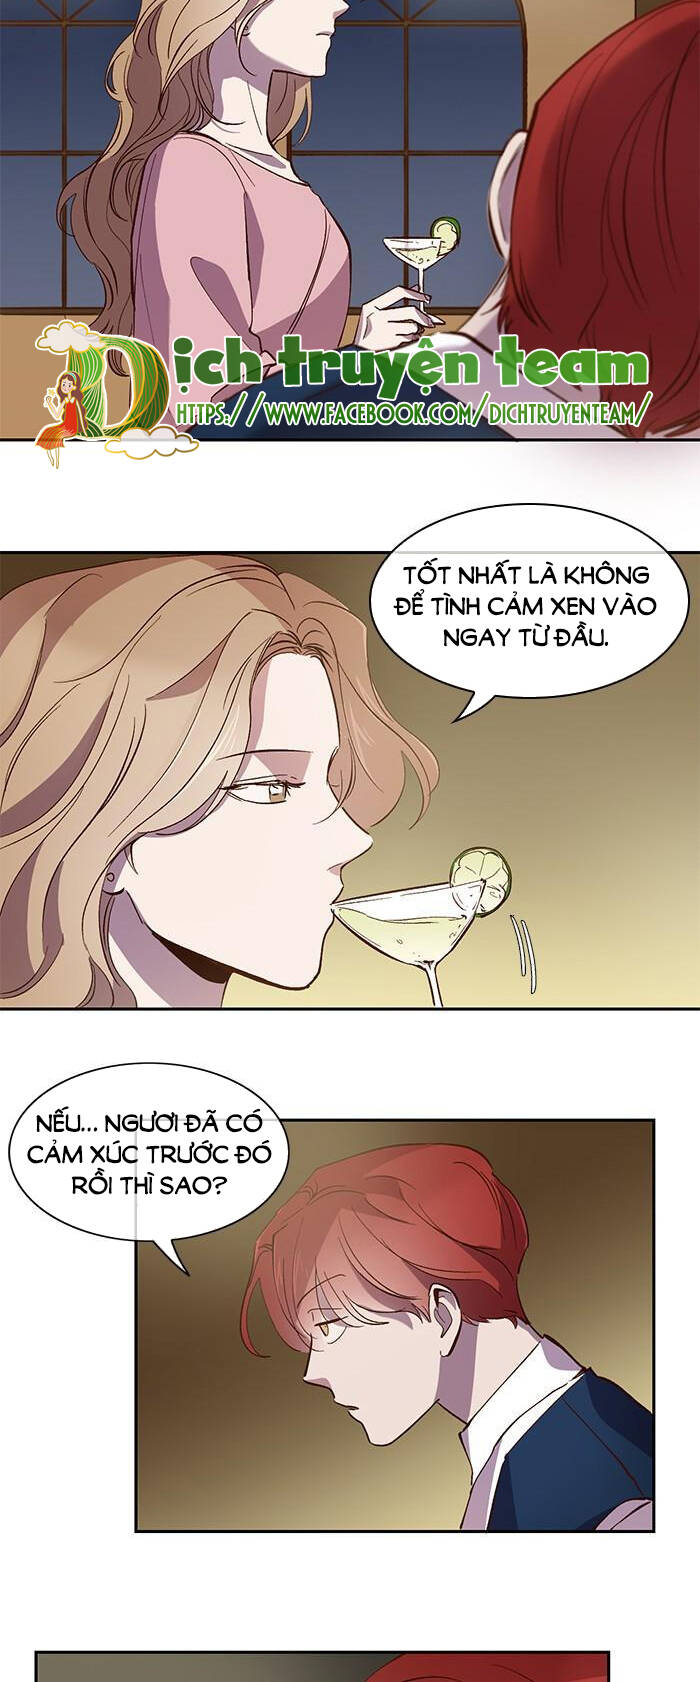 Dịch truyện team
HTTPS://WWW.FACEBOOK.COM/DICHTRUYENTEAM/
TỐT NHẤT LÀ KHÔNG
ĐỂ TÌNH CẢM XEN VÀO
NGAY TỪ ĐẦU.
NẾU... NGƯƠI ĐÃ CÓ
CẢM XÚC TRƯỚC ĐÓ
RỒI THÌ SAO?